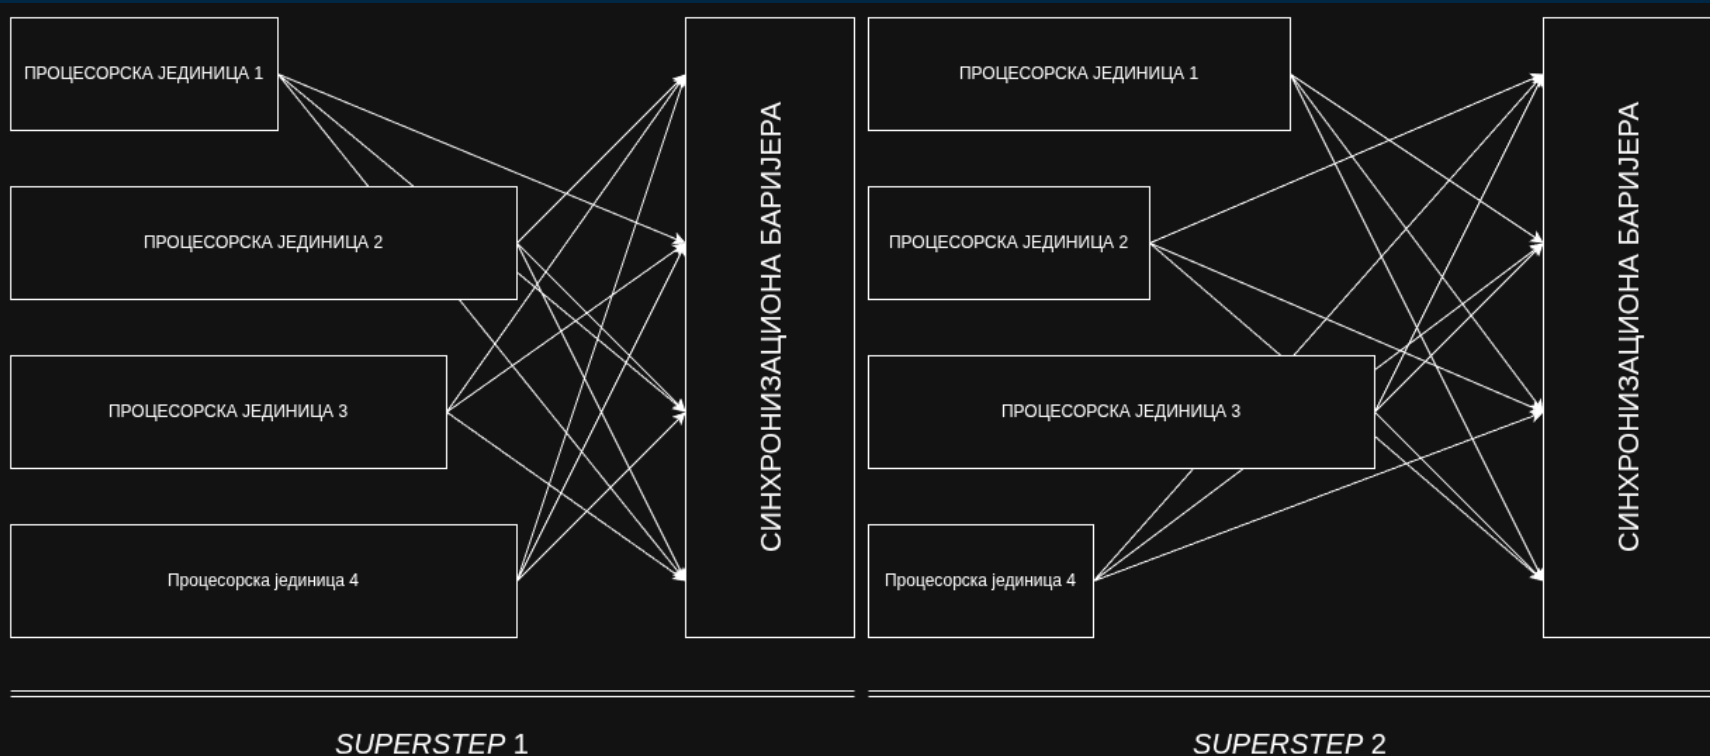 ПРОЦЕСОРСКА ЈЕДИНИЦА 1
ПРОЦЕСОРСКА ЈЕДИНИЦА 2
ПРОЦЕСОРСКА ЈЕДИНИЦА 3
Процесорска јединица 4
СИНХРОНИЗАЦИОНА БАРИЈЕРА
SUPERSTEP 1
ПРОЦЕСОРСКА ЈЕДИНИЦА 1
ПРОЦЕСОРСКА ЈЕДИНИЦА 2
ПРОЦЕСОРСКА ЈЕДИНИЦА 3
Процесорска јединица 4
СИНХРОНИЗАЦИОНА БАРИЈЕРА
SUPERSTEP 2